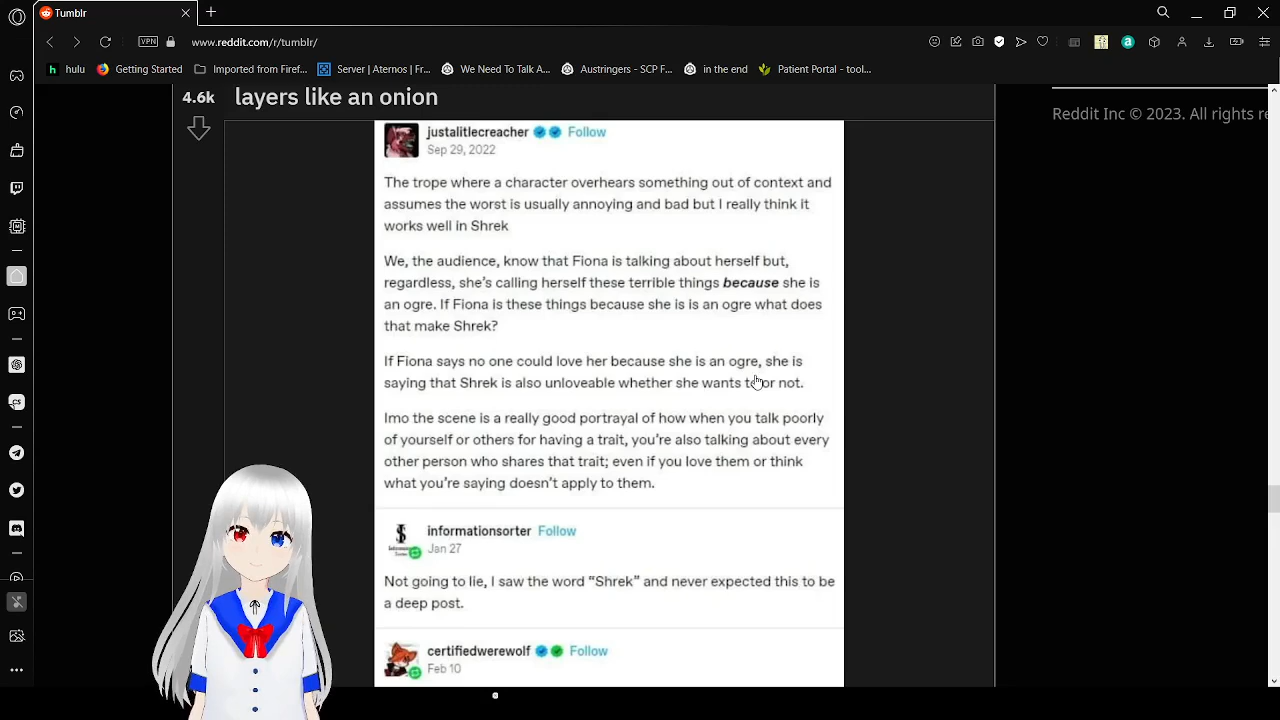 Tumblr
VPN
www.reddit.com/r/tumblr/
hulu
Getting Started
Imported from Firef...
Server | Aternos | Fr...
We Need To Talk A...
Austringers - SCP F...
in the end
Patient Portal - tool...
4.6k
layers like an onion
Reddit Inc © 2023. All rights re
justalitlecreacher Follow
Sep 29, 2022
The trope where a character overhears something out of context and
assumes the worst is usually annoying and bad but I really think it
works well in Shrek
We, the audience, know that Fiona is talking about herself but,
regardless, she's calling herself these terrible things because she is
an ogre. If Fiona is these things because she is is an ogre what does
that make Shrek?
If Fiona says no one could love her because she is an ogre, she is
saying that Shrek is also unloveable whether she wants to or not.
Imo the scene is a really good portrayal of how when you talk poorly
of yourself or others for having a trait, you're also talking about every
other person who shares that trait; even if you love them or think
what you're saying doesn't apply to them.
informationsorter Follow
Jan 27
Not going to lie, I saw the word “Shrek” and never expected this to be
a deep post.
certifiedwerewolf Follow
Feb 10